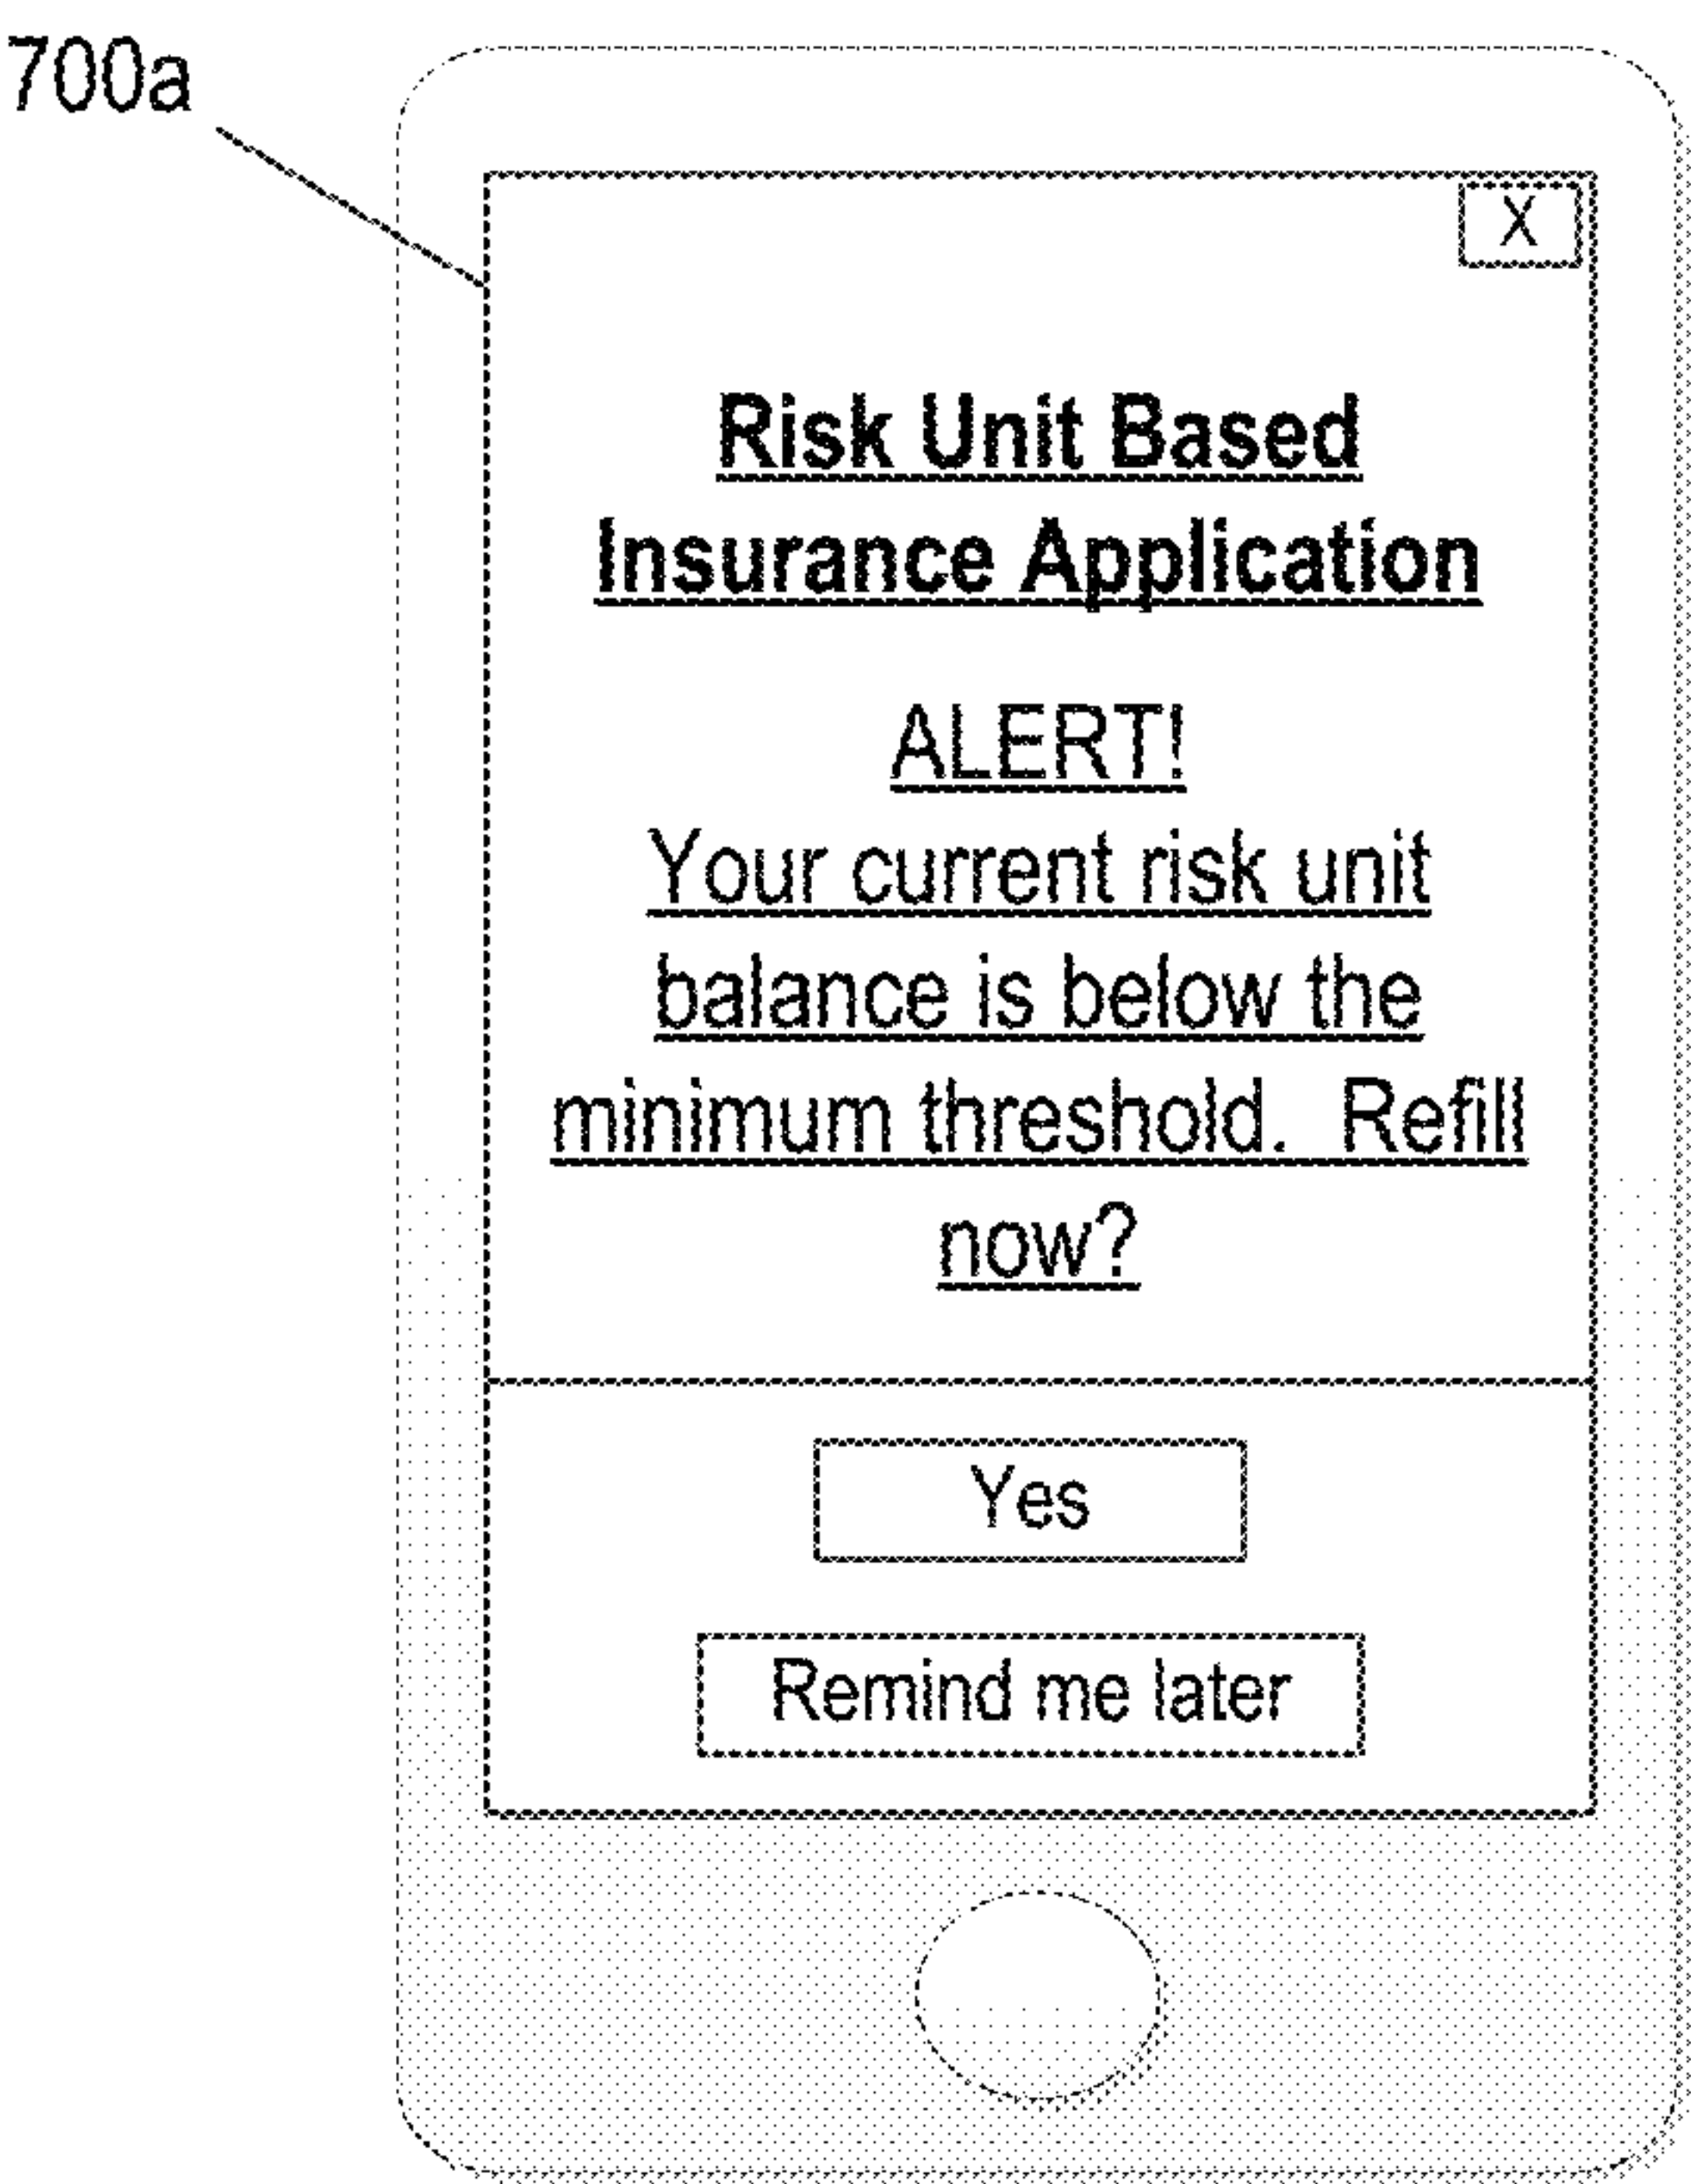 700a
X
Risk Unit Based
Insurance Application
ALERT!
Your current risk unit
balance is below the
minimum threshold.  Refill
now?
Yes
Remind me later